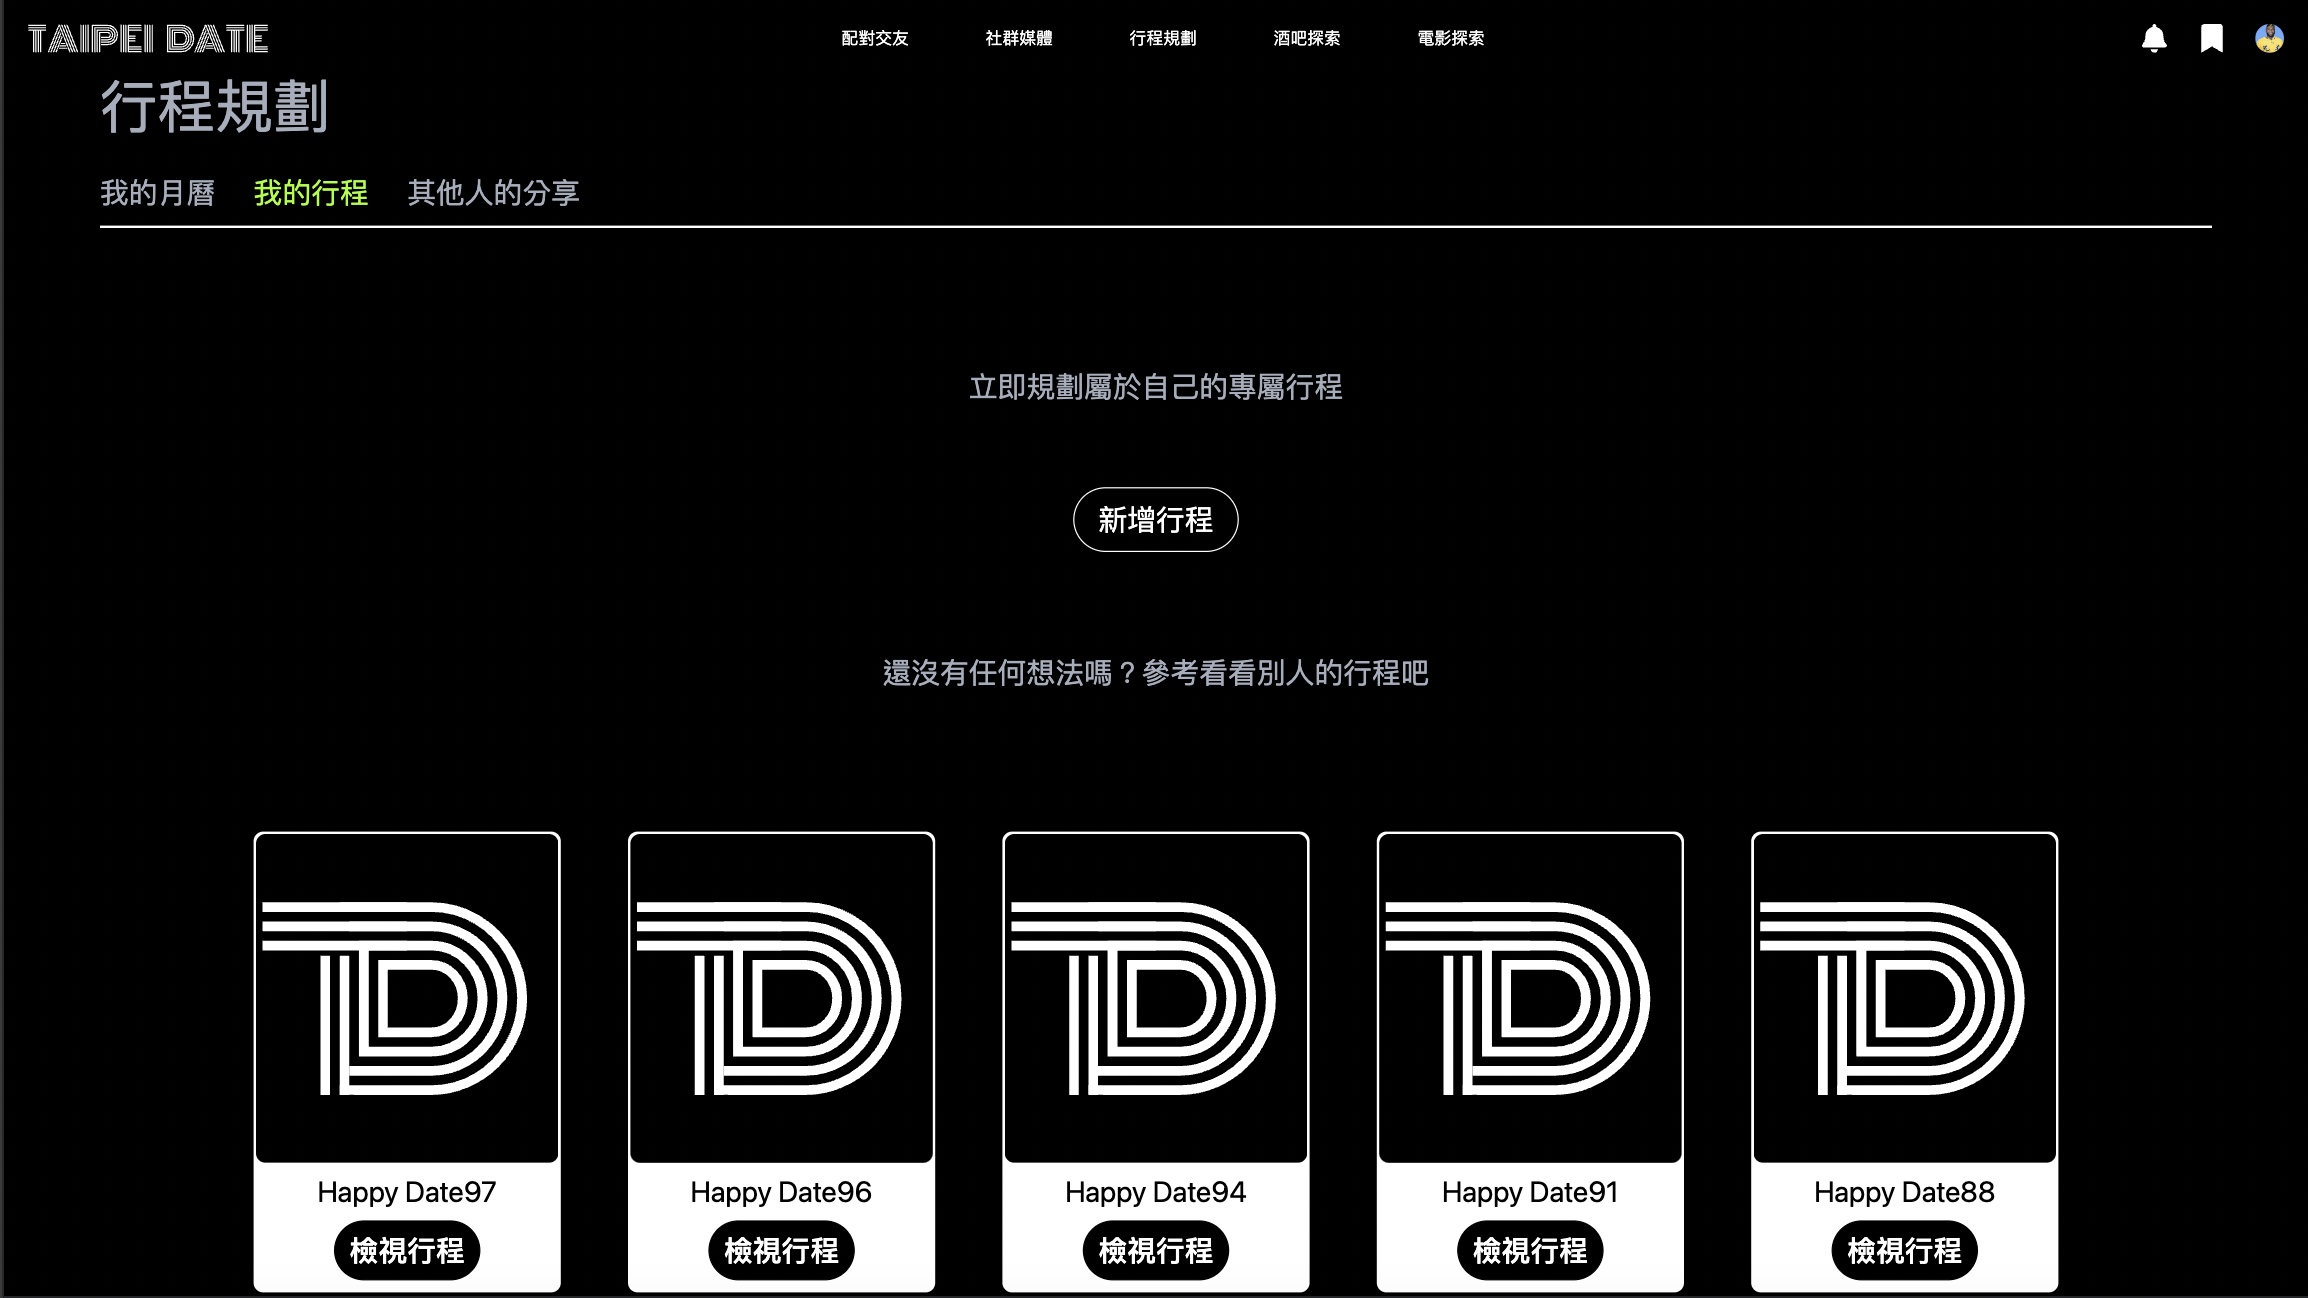 TAIPEI DATE
配對交友 社群媒體 行程規劃 酒吧探索 電影探索
行程規劃
我的月曆 我的行程 其他人的分享
立即規劃屬於自己的專屬行程
新增行程
還沒有任何想法嗎？參考看看別人的行程吧
Happy Date97 Happy Date96 Happy Date94 Happy Date91 Happy Date88
檢視行程 檢視行程 檢視行程 檢視行程 檢視行程